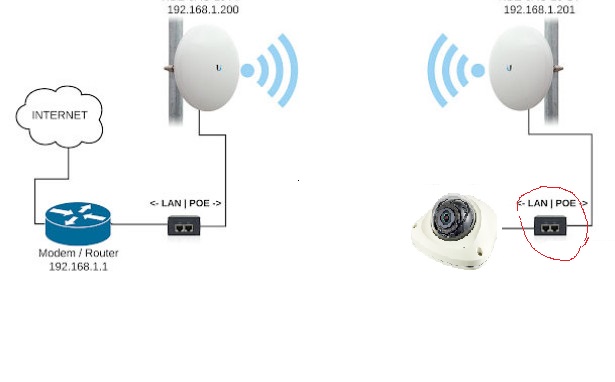 192.168.1.200
192.168.1.201
INTERNET
<- LAN | POE ->
<- LAN | POE ->
Modem / Router
192.168.1.1